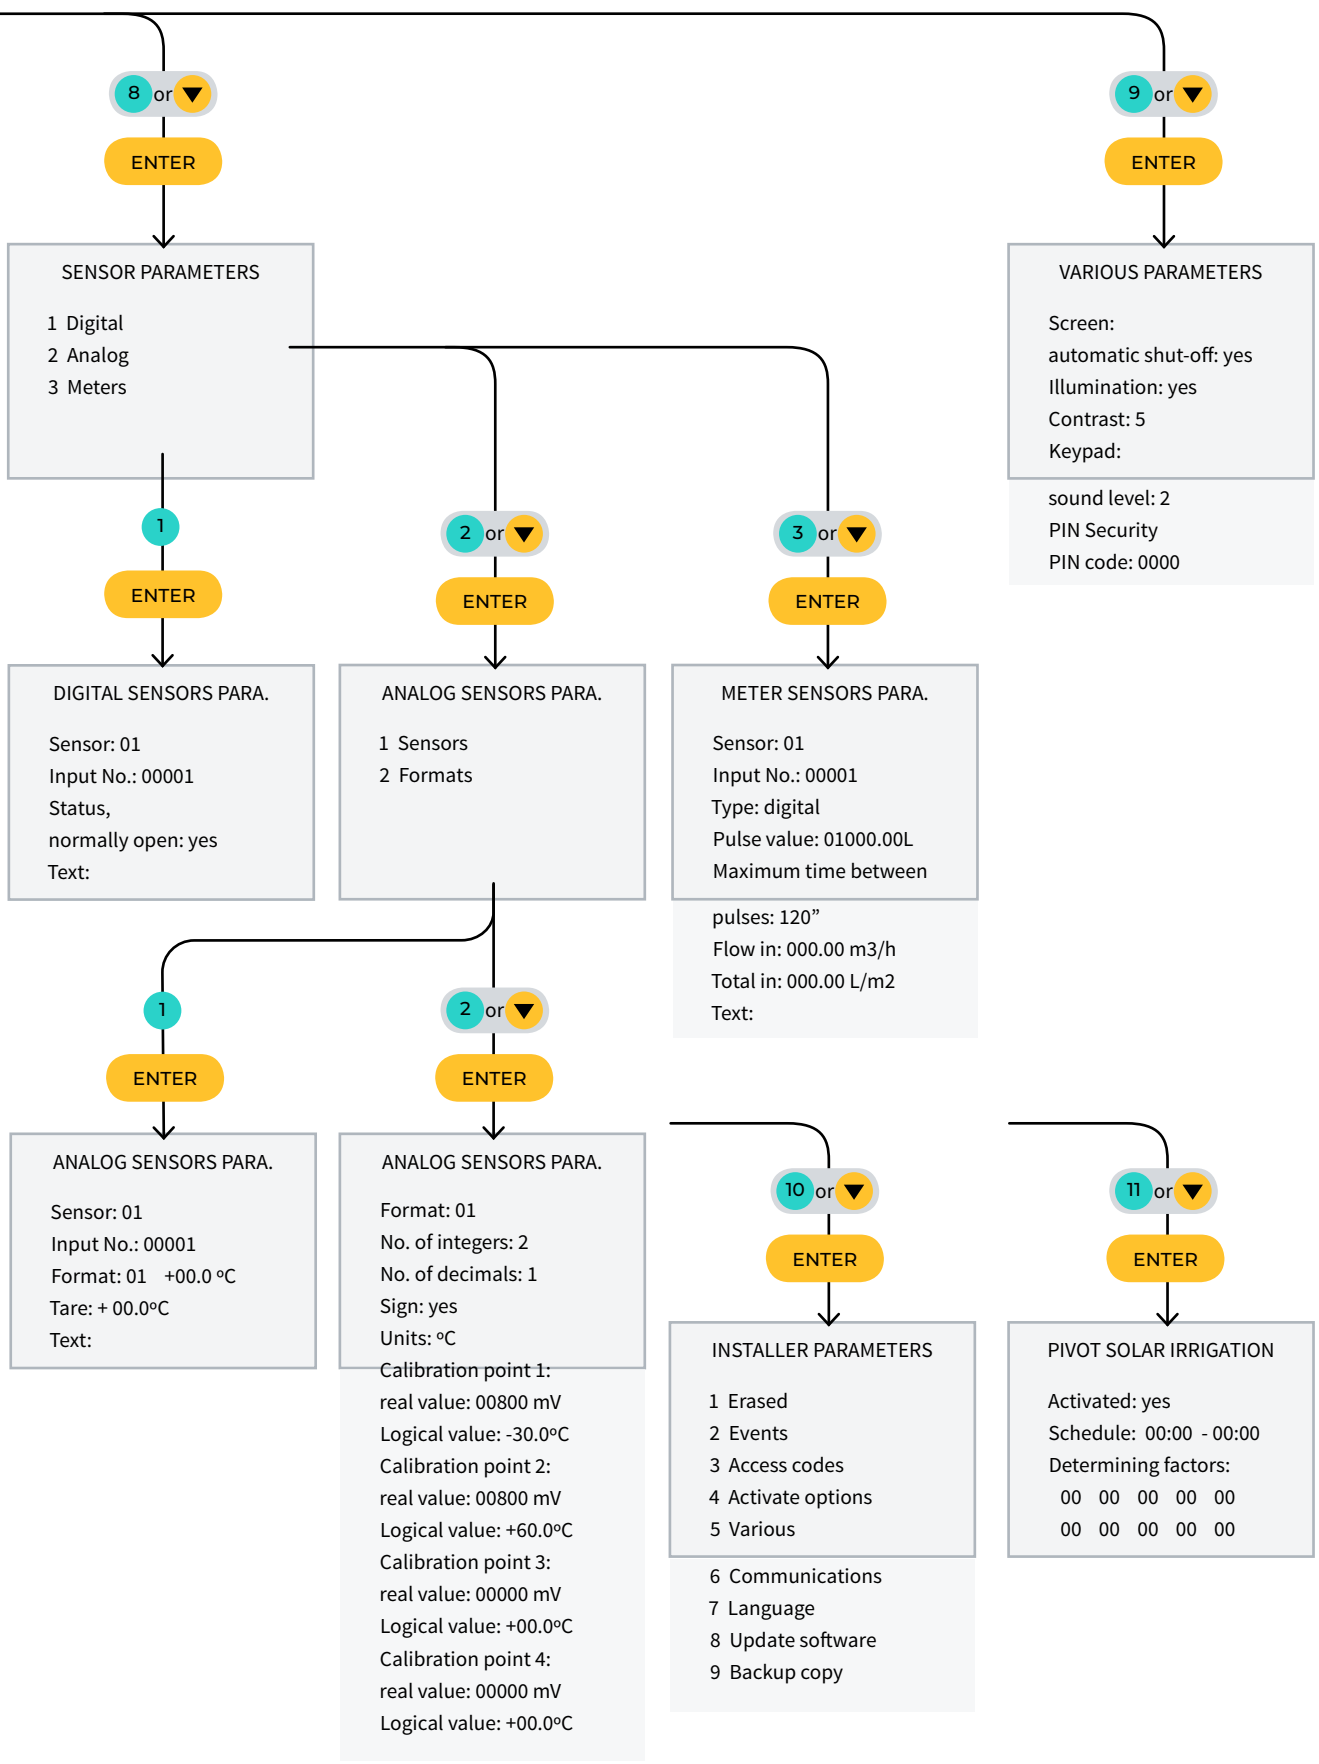 8 or
ENTER
9 or
ENTER
SENSOR PARAMETERS
1 Digital
2 Analog
3 Meters
VARIOUS PARAMETERS
Screen:
automatic shut-off: yes
Illumination: yes
Contrast: 5
Keypad:
sound level: 2
PIN Security
PIN code: 0000
1
ENTER
2 or
ENTER
3 or
ENTER
DIGITAL SENSORS PARA.
Sensor: 01
Input No.: 00001
Status,
normally open: yes
Text:
ANALOG SENSORS PARA.
1 Sensors
2 Formats
METER SENSORS PARA.
Sensor: 01
Input No.: 00001
Type: digital
Pulse value: 01000.00L
Maximum time between
pulses: 120”
Flow in: 000.00 m3/h
Total in: 000.00 L/m2
Text:
1
ENTER
2 or
ENTER
ANALOG SENSORS PARA.
Sensor: 01
Input No.: 00001
Format: 01 +00.0 ºC
Tare: + 00.0ºC
Text:
ANALOG SENSORS PARA.
Format: 01
No. of integers: 2
No. of decimals: 1
Sign: yes
Units: ºC
Calibration point 1:
real value: 00800 mV
Logical value: -30.0ºC
Calibration point 2:
real value: 00800 mV
Logical value: +60.0ºC
Calibration point 3:
real value: 00000 mV
Logical value: +00.0ºC
Calibration point 4:
real value: 00000 mV
Logical value: +00.0ºC
10 or
ENTER
INSTALLER PARAMETERS
1 Erased
2 Events
3 Access codes
4 Activate options
5 Various
6 Communications
7 Language
8 Update software
9 Backup copy
11 or
ENTER
PIVOT SOLAR IRRIGATION
Activated: yes
Schedule: 00:00 - 00:00
Determining factors:
00 00 00 00 00
00 00 00 00 00